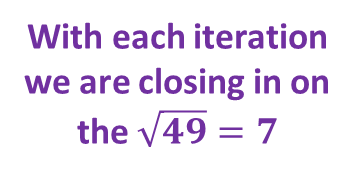 With each iteration
we are closing in on
the √49 = 7